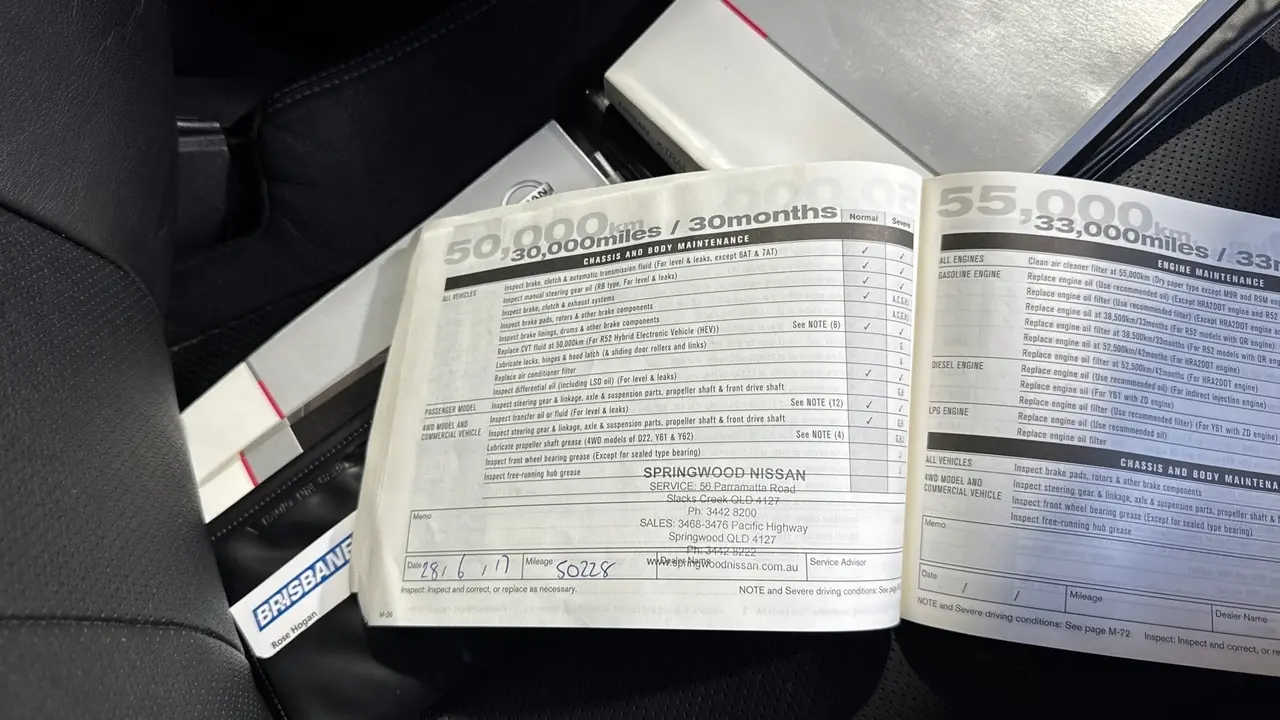 50,000km
30,000miles / 30months
Normal
Severe
CHASSIS AND BODY MAINTENANCE
ALL VEHICLES
Inspect brake, clutch & automatic transmission fluid (For level & leaks, except 6AT & 7AT)
Inspect manual steering gear oil (RB type, For level & leaks)
Inspect brake, clutch & exhaust systems
Inspect brake pads, rotors & other brake components
Inspect brake linings, drums & other brake components
Replace CVT fluid at 50,000km (For R52 Hybrid Electronic Vehicle (HEV)) See NOTE (8)
Lubricate locks, hinges & hood latch (& sliding door rollers and links)
Replace air conditioner filter
Inspect differential oil (including LSD oil) (For level & leaks)
PASSENGER MODEL
Inspect steering gear & linkage, axle & suspension parts, propeller shaft & front drive shaft
4WD MODEL AND COMMERCIAL VEHICLE
Inspect transfer oil or fluid (For level & leaks) See NOTE (12)
Inspect steering gear & linkage, axle & suspension parts, propeller shaft & front drive shaft
Lubricate propeller shaft grease (4WD models of D22, Y61 & Y62) See NOTE (4)
Inspect front wheel bearing grease (Except for sealed type bearing)
Inspect free-running hub grease
SPRINGWOOD NISSAN
SERVICE: 56 Parramatta Road
Slacks Creek QLD 4127
Ph: 3442 8200
SALES: 3468-3476 Pacific Highway
Springwood QLD 4127
Ph: 3442 8222
www.springwoodnissan.com.au
Memo
Date 28, 6, 17
Mileage 50228
Dealer Name
Service Advisor
Inspect: Inspect and correct, or replace as necessary.
NOTE and Severe driving conditions: See page
M-26
55,000km
33,000miles / 33
ENGINE MAINTENANCE
ALL ENGINES
Clean air cleaner filter at 55,000km (Dry paper type except M9R and R9M
GASOLINE ENGINE
Replace engine oil (Use recommended oil) (Except HRA2DDT engine and R52
Replace engine oil filter (Use recommended filter) (Except HRA2DDT engine
Replace engine oil at 38,500km/33months (For R52 models with QR engine)
Replace engine oil filter at 38,500km/33months (For R52 models with QR
Replace engine oil at 52,500km/42months (For HRA2DDT engine)
Replace engine oil filter at 52,500km/42months (For HRA2DDT engine)
DIESEL ENGINE
Replace engine oil (Use recommended oil) (For indirect injection engine)
Replace engine oil (For Y61 with ZD engine)
Replace engine oil filter (Use recommended filter) (For Y61 with ZD engine)
LPG ENGINE
Replace engine oil (Use recommended oil)
Replace engine oil filter
CHASSIS AND BODY
ALL VEHICLES
Inspect brake pads, rotors & other brake components
4WD MODEL AND COMMERCIAL VEHICLE
Inspect steering gear & linkage, axle & suspension parts, propeller shaft &
Inspect front wheel bearing grease (Except for sealed type bearing)
Inspect free-running hub grease
Memo
Date / /
Mileage
Dealer Name
NOTE and Severe driving conditions: See page M-72
Inspect: Inspect and correct, or
BRISBANE
Rose Hogan